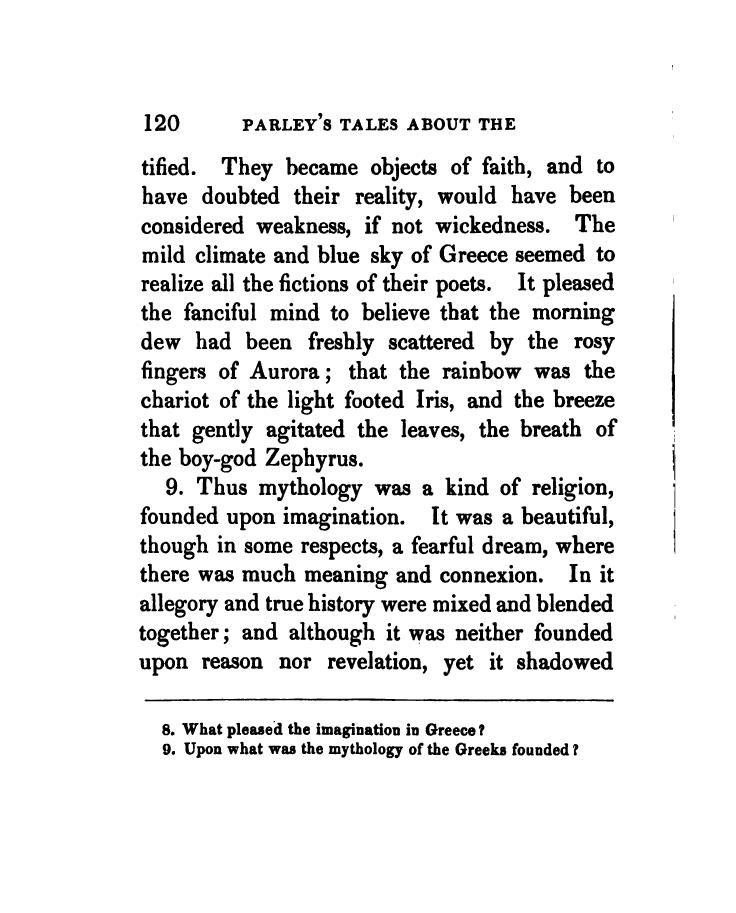 120 PARLEY'S TALES ABOUT THE
tified. They became objects of faith, and to
have doubted their reality, would have been
considered weakness, if not wickedness. The
mild climate and blue sky of Greece seemed to
realize all the fictions of their poets. It pleased
the fanciful mind to believe that the morning
dew had been freshly scattered by the rosy
fingers of Aurora; that the rainbow was the
chariot of the light footed Iris, and the breeze
that gently agitated the leaves, the breath of
the boy-god Zephyrus.
9. Thus mythology was a kind of religion,
founded upon imagination. It was a beautiful,
though in some respects, a fearful dream, where
there was much meaning and connexion. In it
allegory and true history were mixed and blended
together; and although it was neither founded
upon reason nor revelation, yet it shadowed
8. What pleased the imagination in Greece?
9. Upon what was the mythology of the Greeks founded?